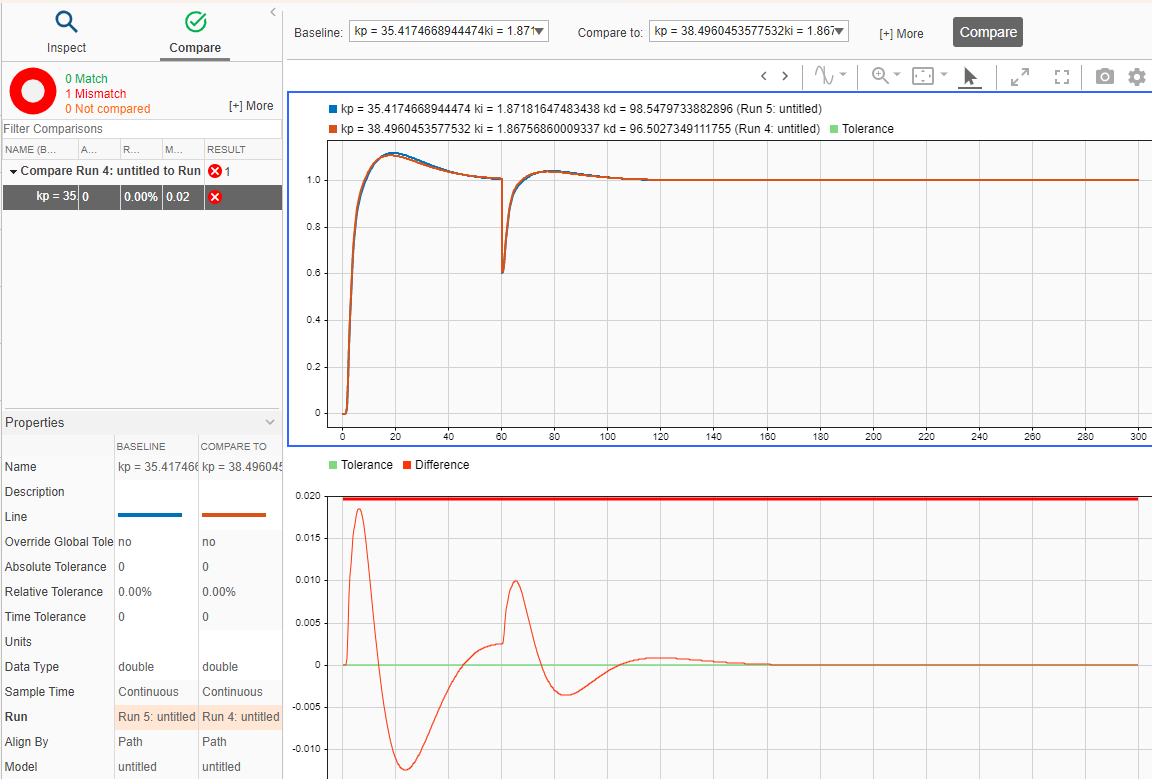 Inspect
Compare
0 Match
1 Mismatch
0 Not compared
[+] More
Filter Comparisons
NAME (B... A... R... M... RESULT
Compare Run 4: untitled to Run 1
kp = 35. 0 0.00% 0.02
Properties
BASELINE COMPARE TO
Name kp = 35.41746 kp = 38.49604
Description
Line
Override Global Tole no no
Absolute Tolerance 0 0
Relative Tolerance 0.00% 0.00%
Time Tolerance 0 0
Units
Data Type double double
Sample Time Continuous Continuous
Run Run 5: untitled Run 4: untitled
Align By Path Path
Model untitled untitled
Baseline: kp = 35.4174668944474ki = 1.871 Compare to: kp = 38.4960453577532ki = 1.867 [+] More Compare
kp = 35.4174668944474 ki = 1.87181647483438 kd = 98.5479733882896 (Run 5: untitled)
kp = 38.4960453577532 ki = 1.86756860009337 kd = 96.5027349111755 (Run 4: untitled) Tolerance
1.0
0.8
0.6
0.4
0.2
0
0 20 40 60 80 100 120 140 160 180 200 220 240 260 280 300
Tolerance Difference
0.020
0.015
0.010
0.005
0
-0.005
-0.010